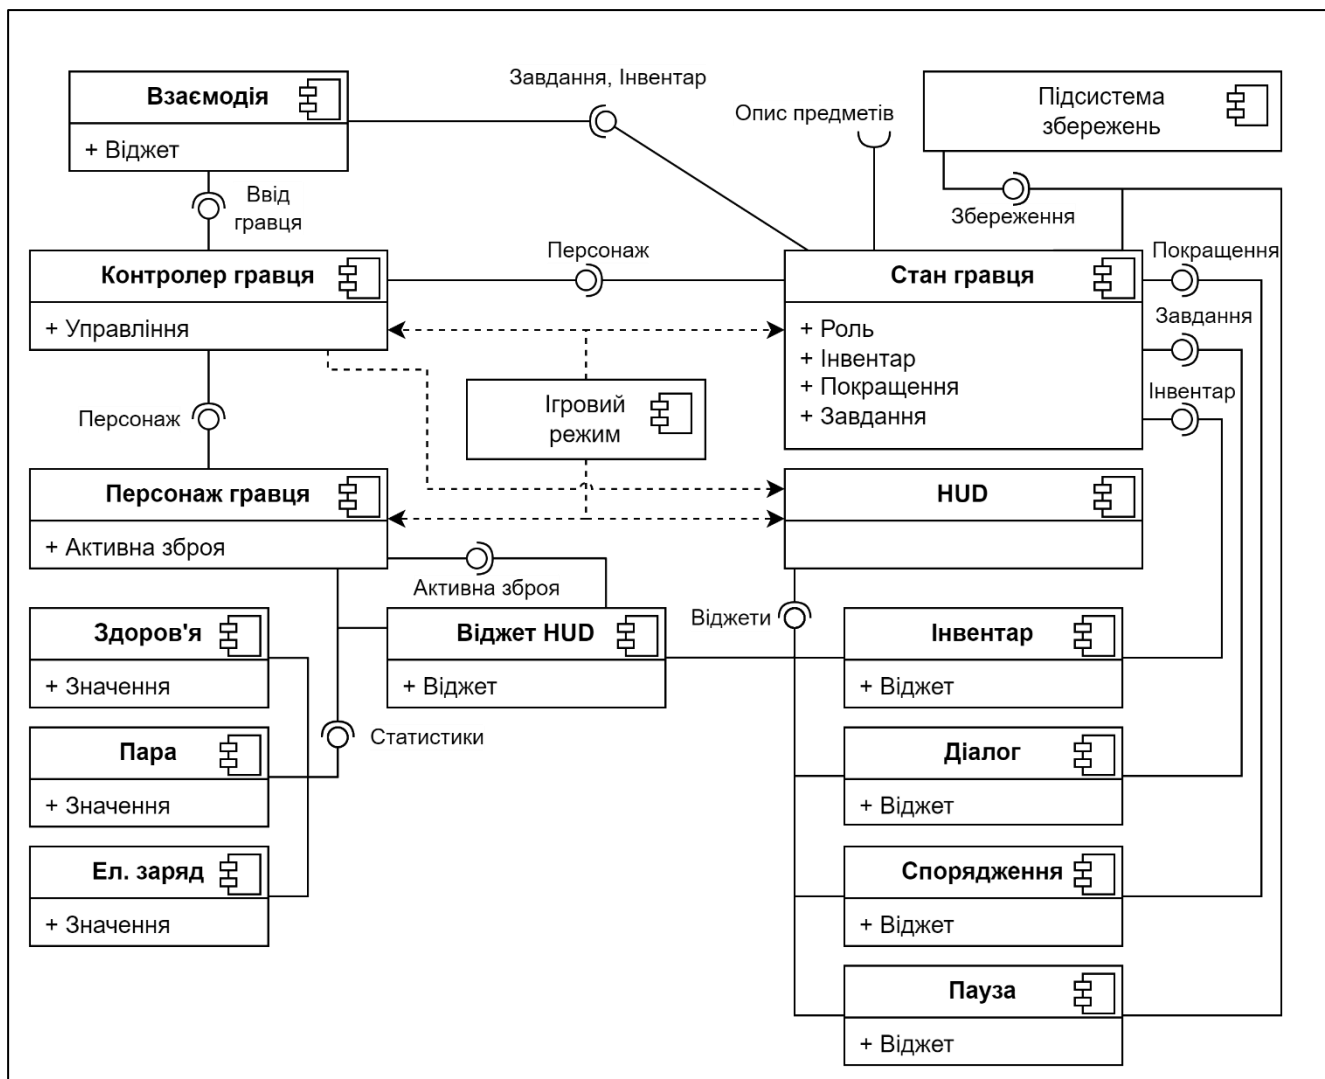 Завдання, Інвентар
Взаємодія
+ Віджет
Опис предметів
Підсистема
збережень
Ввід
гравця
Збереження
Контролер гравця
+ Управління
Персонаж
Стан гравця
+ Роль
+ Інвентар
+ Покращення
+ Завдання
Покращення
Завдання
Інвентар
Ігровий
режим
Персонаж
Персонаж гравця
+ Активна зброя
HUD
Активна зброя
Віджети
Здоров'я
+ Значення
Віджет HUD
+ Віджет
Інвентар
+ Віджет
Статистики
Пара
+ Значення
Діалог
+ Віджет
Ел. заряд
+ Значення
Спорядження
+ Віджет
Пауза
+ Віджет